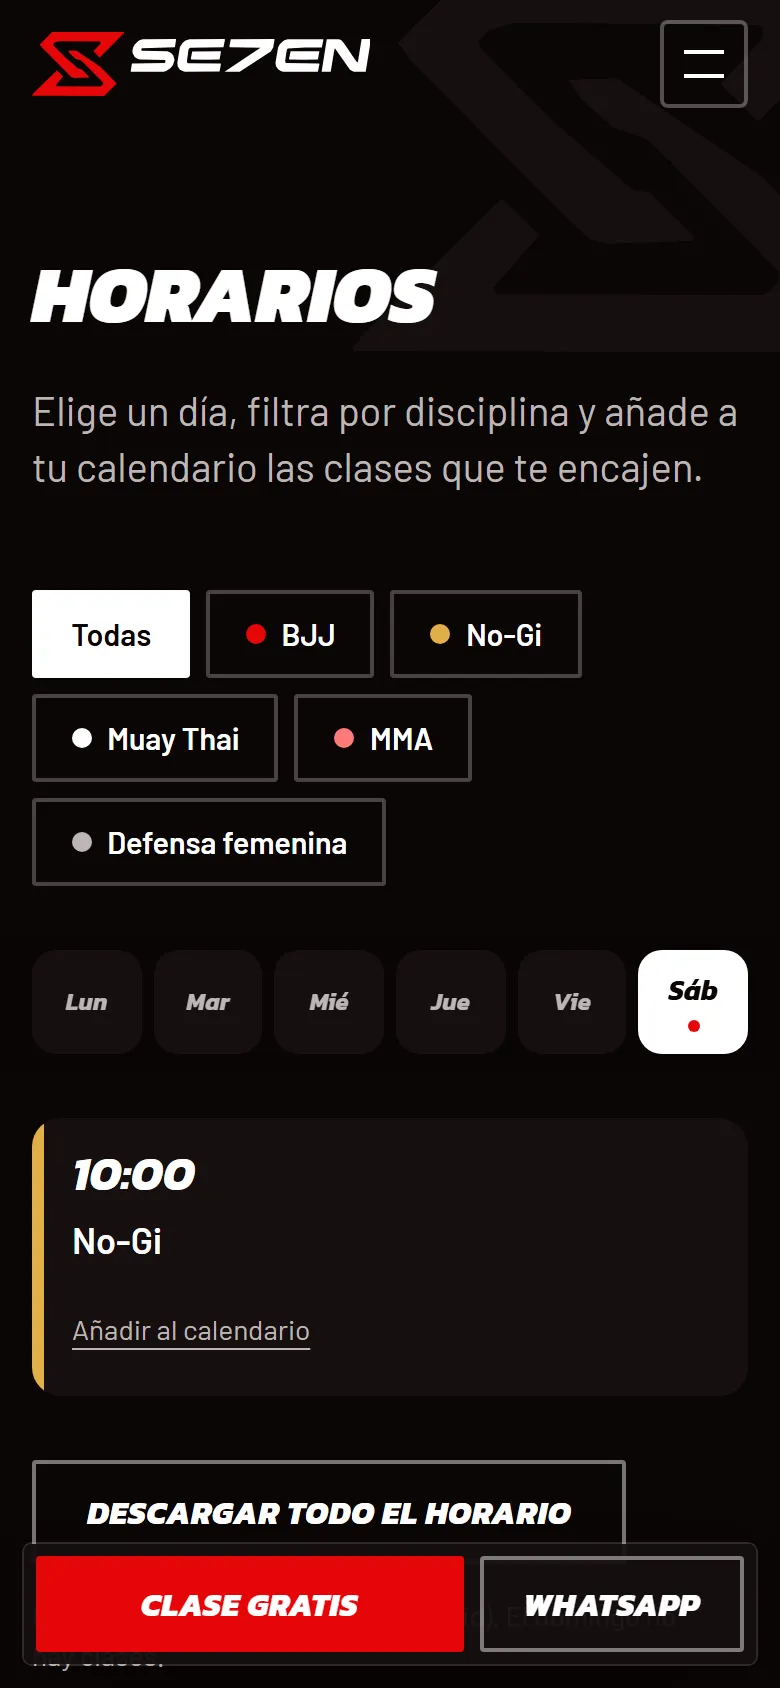 SE7EN
HORARIOS
Elige un día, filtra por disciplina y añade a
tu calendario las clases que te encajen.
Todas
BJJ
No-Gi
Muay Thai
MMA
Defensa femenina
Lun
Mar
Mié
Jue
Vie
Sáb
10:00
No-Gi
Añadir al calendario
DESCARGAR TODO EL HORARIO
CLASE GRATIS
WHATSAPP
hay clases.